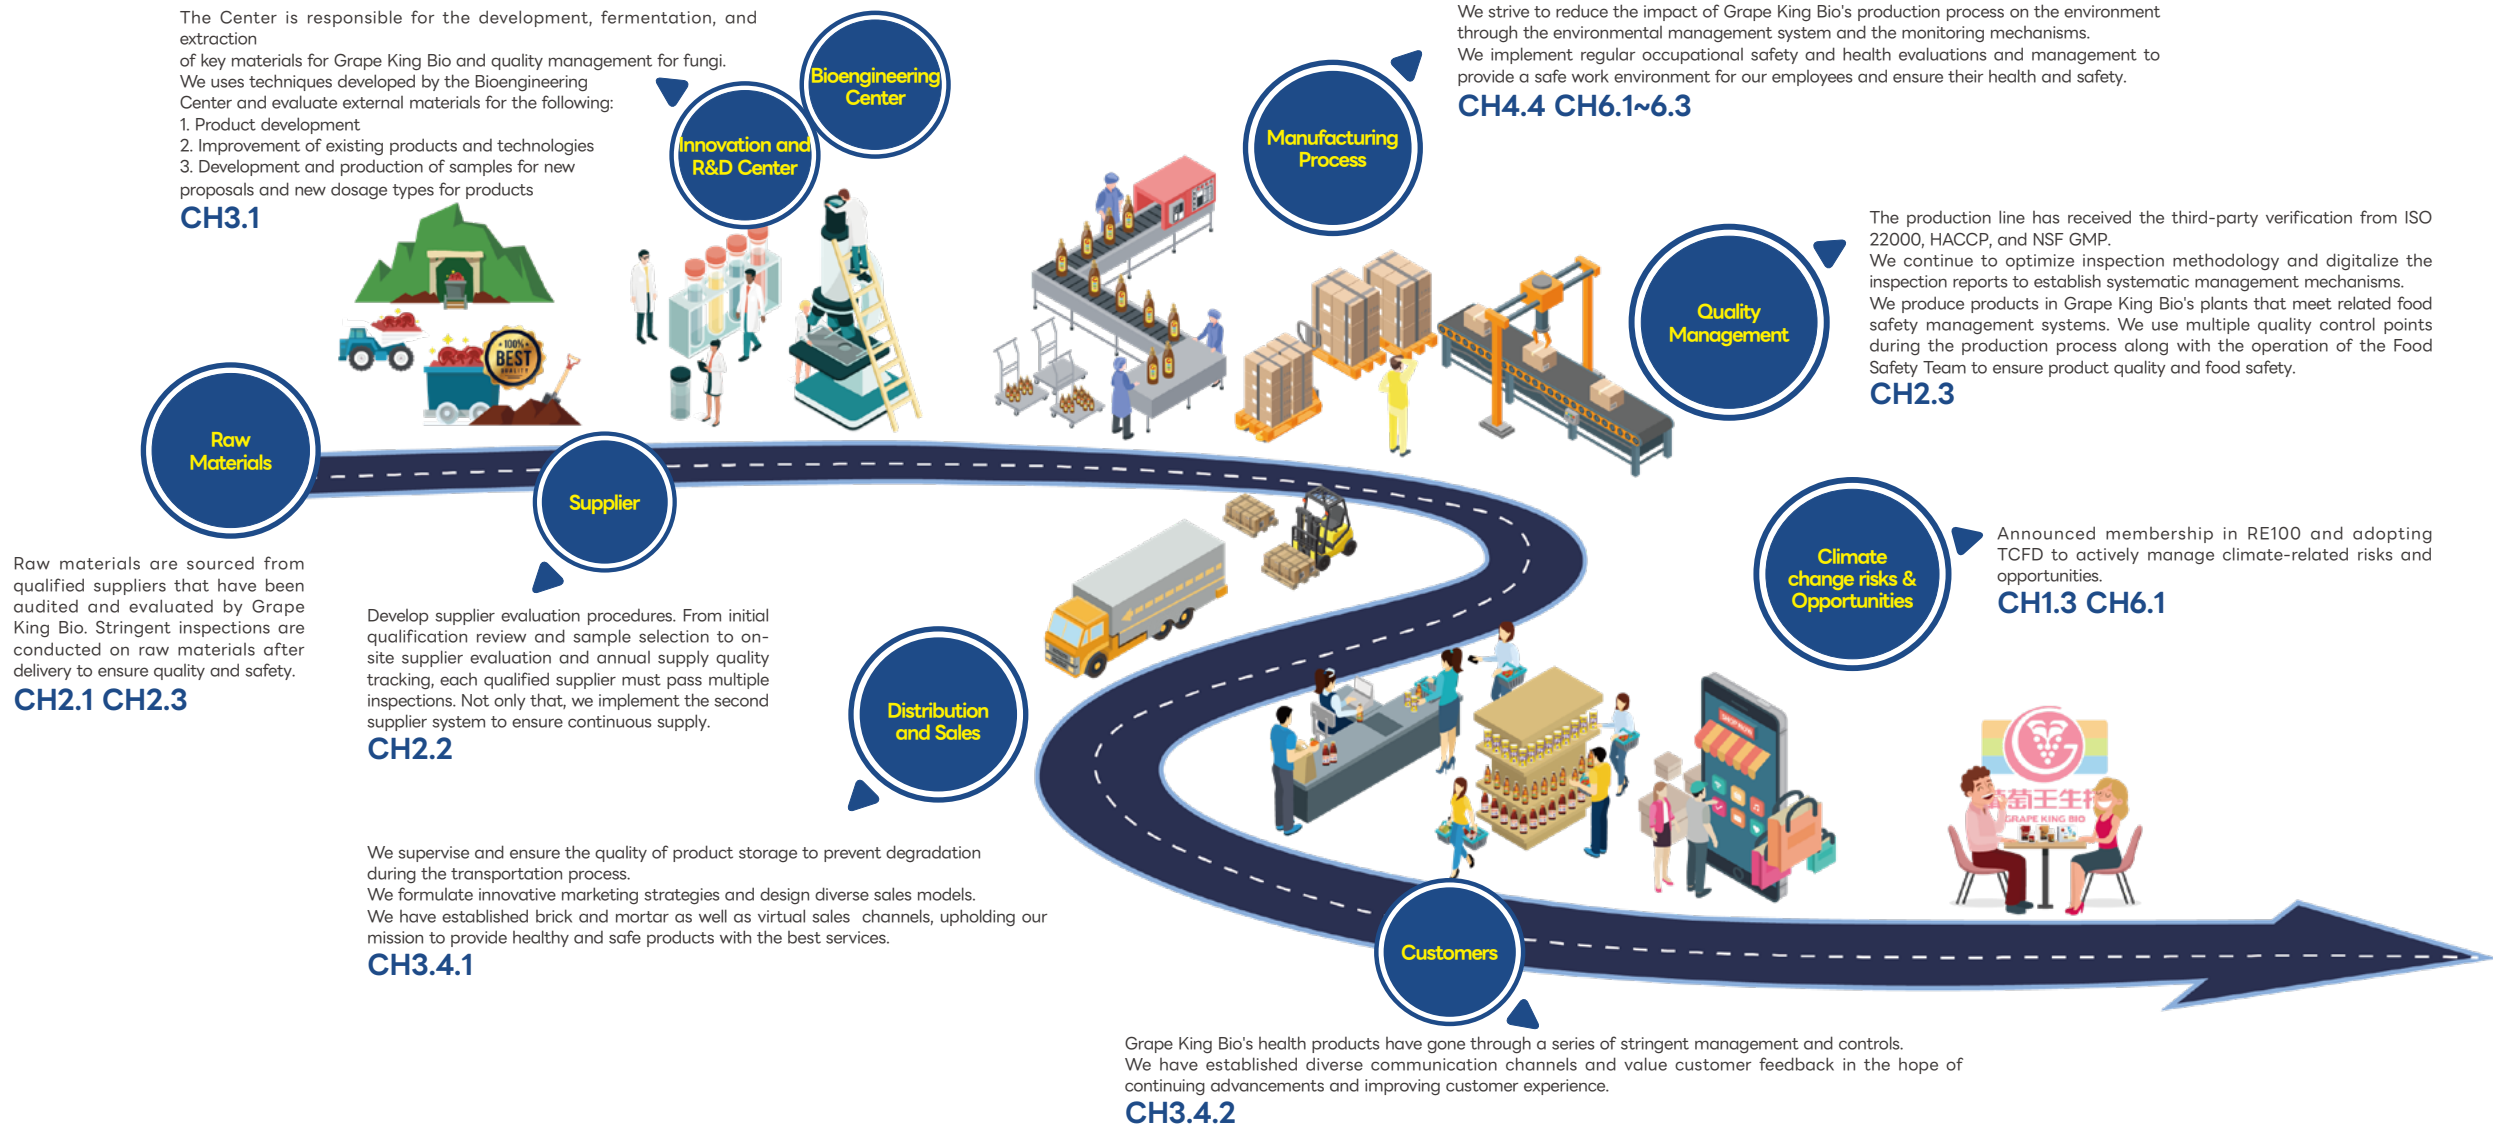 The Center is responsible for the development, fermentation, and
extraction
of key materials for Grape King Bio and quality management for fungi.
We uses techniques developed by the Bioengineering
Center and evaluate external materials for the following:
1. Product development
2. Improvement of existing products and technologies
3. Development and production of samples for new
proposals and new dosage types for products
CH3.1
Bioengineering
Center
Innovation and
R&D Center
We strive to reduce the impact of Grape King Bio's production process on the environment
through the environmental management system and the monitoring mechanisms.
We implement regular occupational safety and health evaluations and management to
provide a safe work environment for our employees and ensure their health and safety.
CH4.4 CH6.1~6.3
Manufacturing
Process
The production line has received the third-party verification from ISO
22000, HACCP, and NSF GMP.
We continue to optimize inspection methodology and digitalize the
inspection reports to establish systematic management mechanisms.
We produce products in Grape King Bio's plants that meet related food
safety management systems. We use multiple quality control points
during the production process along with the operation of the Food
Safety Team to ensure product quality and food safety.
CH2.3
Quality
Management
100%
BEST
QUALITY
Raw
Materials
Raw materials are sourced from
qualified suppliers that have been
audited and evaluated by Grape
King Bio. Stringent inspections are
conducted on raw materials after
delivery to ensure quality and safety.
CH2.1 CH2.3
Supplier
Develop supplier evaluation procedures. From initial
qualification review and sample selection to on-
site supplier evaluation and annual supply quality
tracking, each qualified supplier must pass multiple
inspections. Not only that, we implement the second
supplier system to ensure continuous supply.
CH2.2
Climate
change risks &
Opportunities
Announced membership in RE100 and adopting
TCFD to actively manage climate-related risks and
opportunities.
CH1.3 CH6.1
Distribution
and Sales
We supervise and ensure the quality of product storage to prevent degradation
during the transportation process.
We formulate innovative marketing strategies and design diverse sales models.
We have established brick and mortar as well as virtual sales channels, upholding our
mission to provide healthy and safe products with the best services.
CH3.4.1
SHOP NOW
葡萄王生技
GRAPE KING BIO
Customers
Grape King Bio's health products have gone through a series of stringent management and controls.
We have established diverse communication channels and value customer feedback in the hope of
continuing advancements and improving customer experience.
CH3.4.2